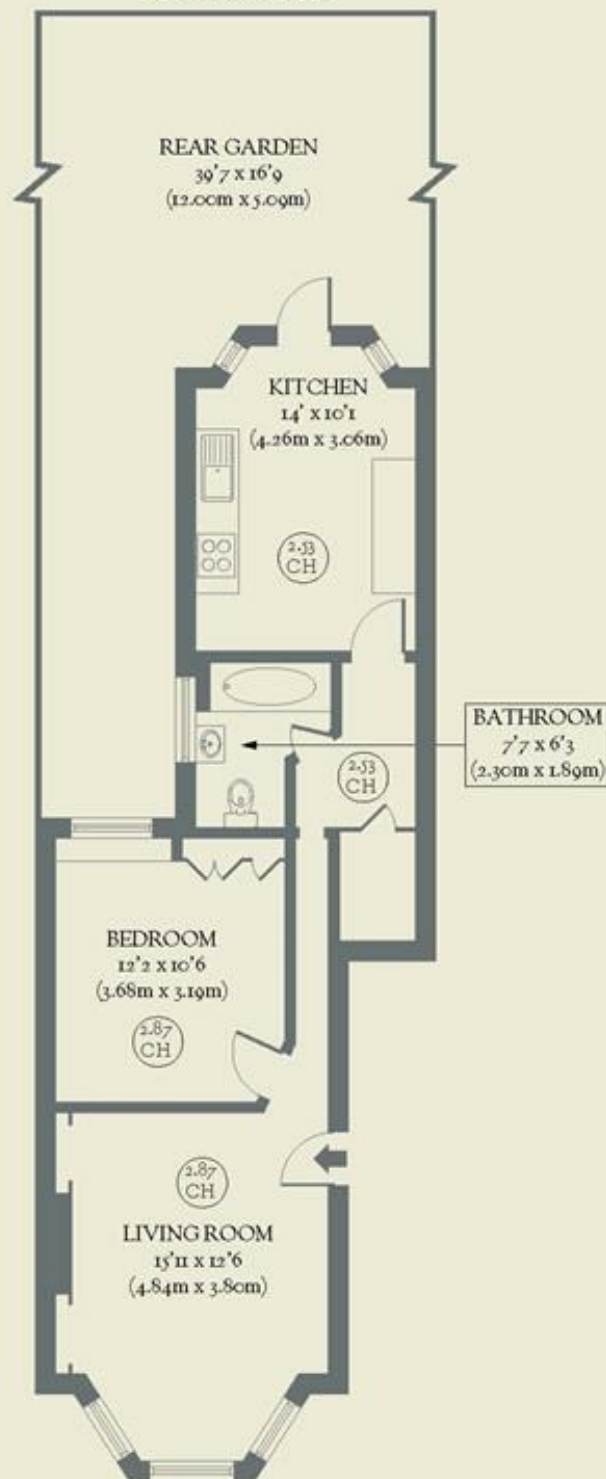 REAR GARDEN
39'7 x 16'9
(12.00m x 5.09m)
KITCHEN
14' x 10'1
(4.26m x 3.06m)
2.53
CH
BATHROOM
7'7 x 6'3
(2.30m x 1.89m)
2.53
CH
BEDROOM
12'2 x 10'6
(3.68m x 3.19m)
2.87
CH
2.87
CH
LIVING ROOM
15'11 x 12'6
(4.84m x 3.80m)